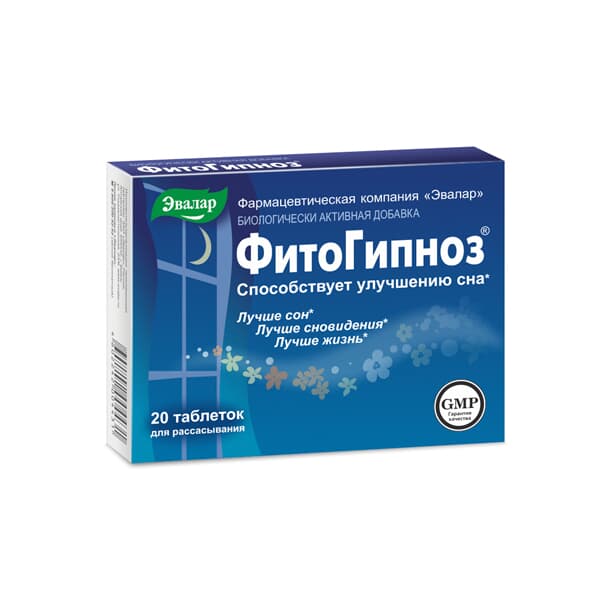 Эвалар
Фармацевтическая компания «Эвалар»
БИОЛОГИЧЕСКИ АКТИВНАЯ ДОБАВКА
ФитоГипноз®
Способствует улучшению сна*
Лучше сон*
Лучше сновидения*
Лучше жизнь*
20 таблеток
для рассасывания
GMP
Гарантия
качества